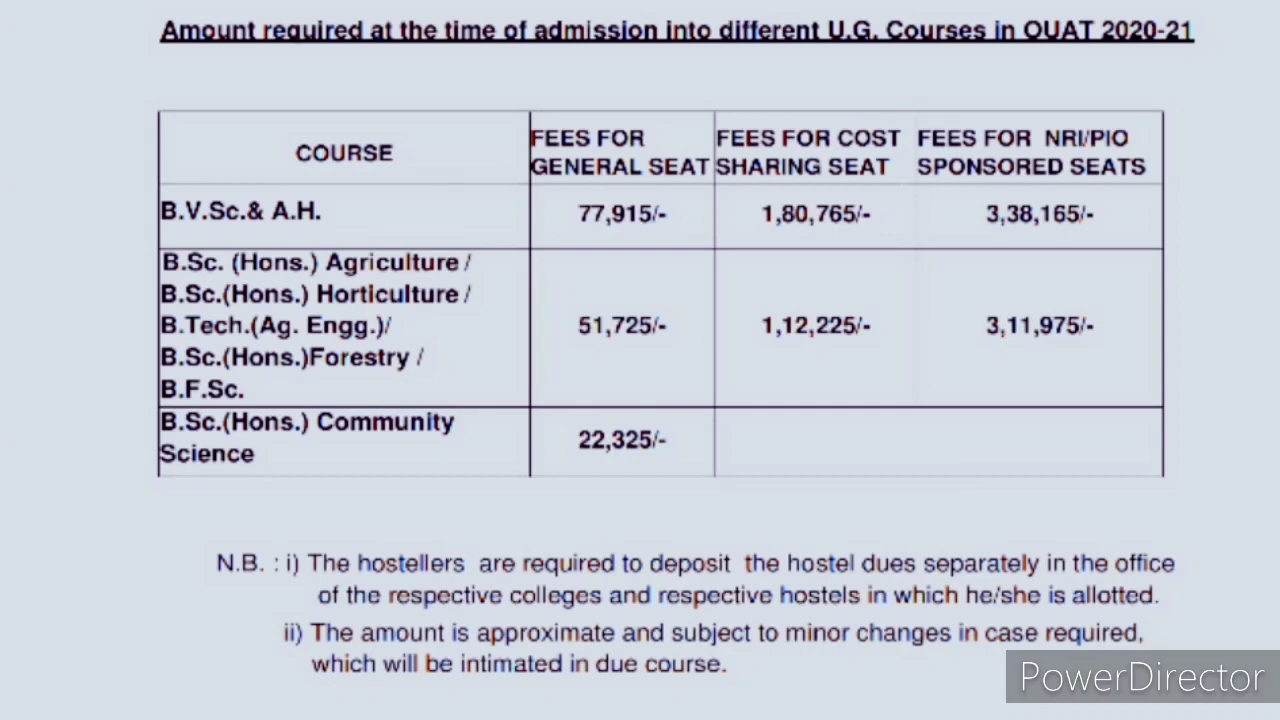 Amount required at the time of admission into different U.G. Courses in OUAT 2020-21
COURSE
FEES FOR GENERAL SEAT
FEES FOR COST SHARING SEAT
FEES FOR NRI/PIO SPONSORED SEATS
B.V.Sc.& A.H.
77,915/-
1,80,765/-
3,38,165/-
B.Sc. (Hons.) Agriculture /
B.Sc.(Hons.) Horticulture /
B.Tech.(Ag. Engg.)/
B.Sc.(Hons.)Forestry /
B.F.Sc.
51,725/-
1,12,225/-
3,11,975/-
B.Sc.(Hons.) Community
Science
22,325/-
N.B. : i) The hostellers are required to deposit the hostel dues separately in the office
of the respective colleges and respective hostels in which he/she is allotted.
ii) The amount is approximate and subject to minor changes in case required,
which will be intimated in due course.
PowerDirector